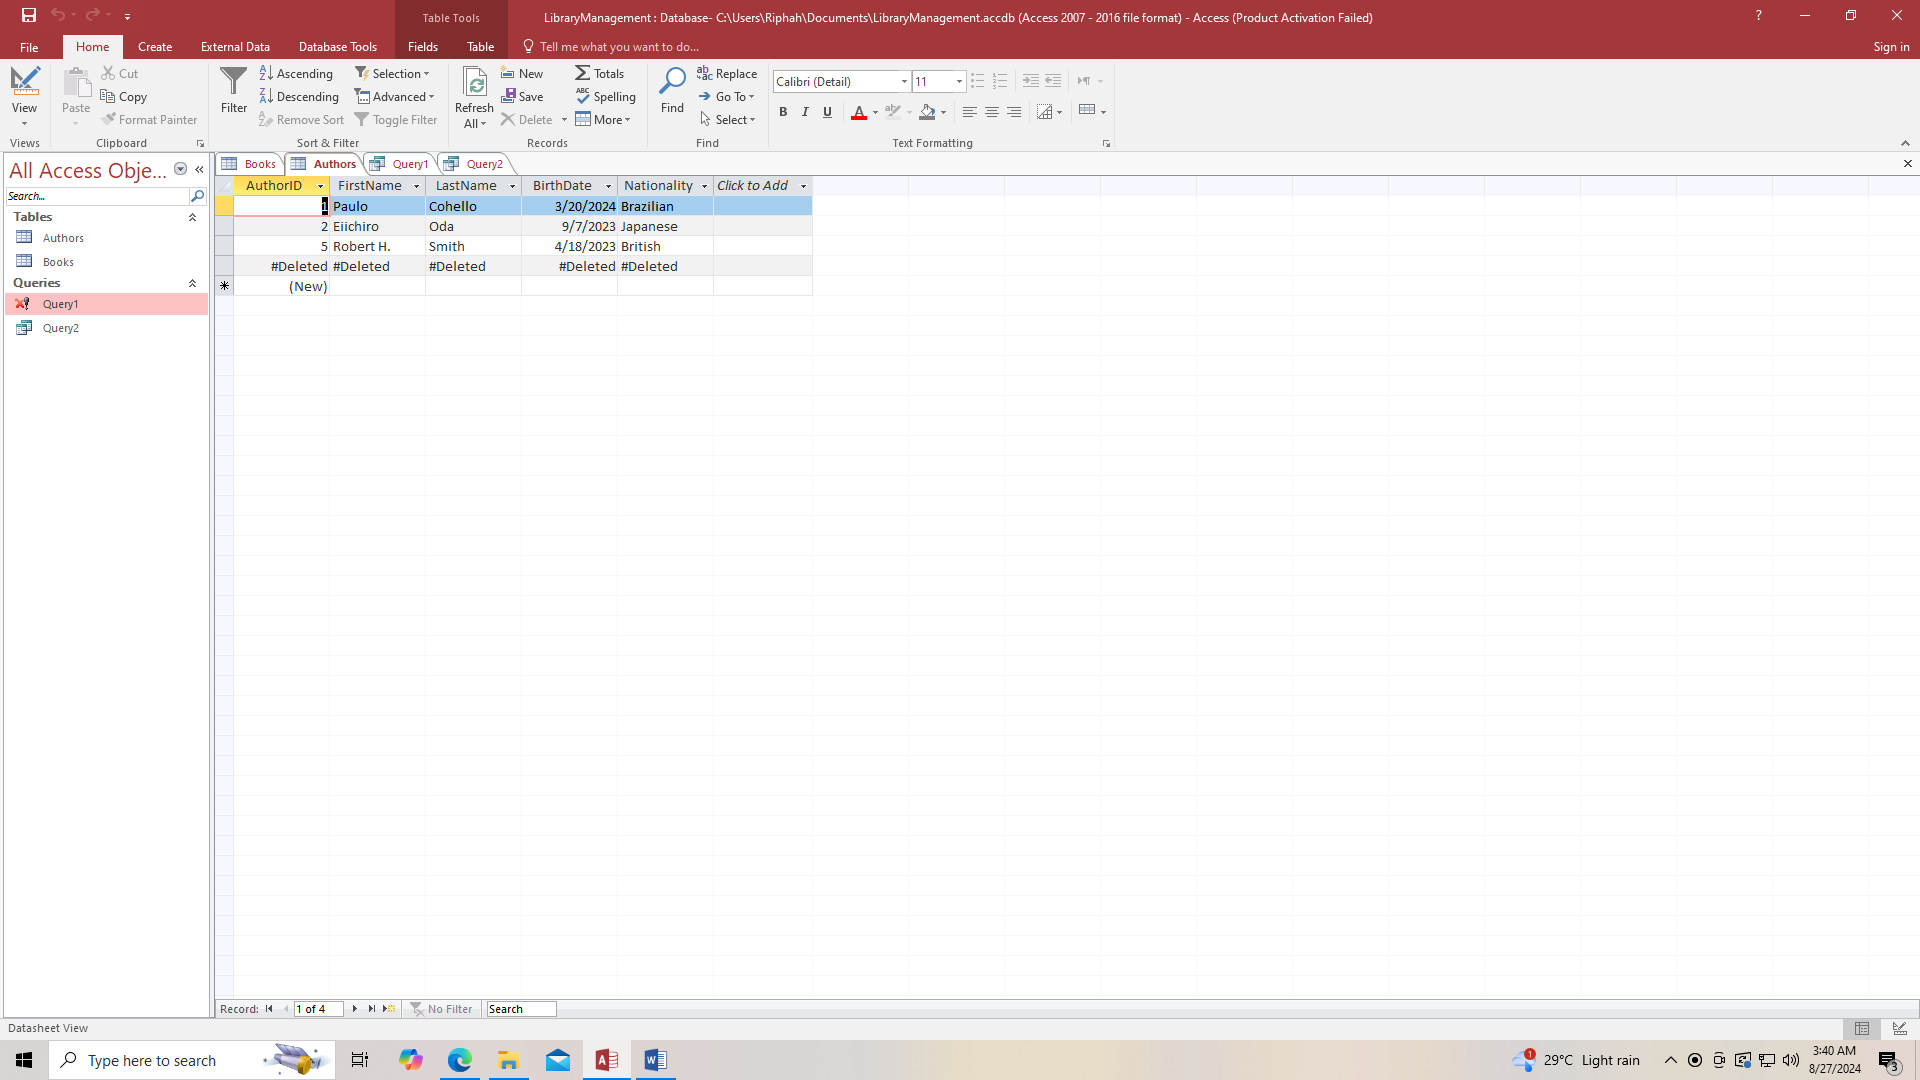 Table Tools
LibraryManagement : Database- C:\Users\Riphah\Documents\LibraryManagement.accdb (Access 2007 - 2016 file format) - Access (Product Activation Failed)
?
File Home Create External Data Database Tools Fields Table Tell me what you want to do... Sign in
View
Views
Paste
Cut
Copy
Format Painter
Clipboard
Filter
Ascending
Descending
Remove Sort
Selection
Advanced
Toggle Filter
Sort & Filter
Refresh
All
New
Save
Delete
Totals
Spelling
More
Records
Find
Replace
Go To
Select
Find
Calibri (Detail) 11
B I U A
Text Formatting
All Access Obje...
Search...
Tables
Authors
Books
Queries
Query1
Query2
Books Authors Query1 Query2
AuthorID FirstName LastName BirthDate Nationality Click to Add
1 Paulo Cohello 3/20/2024 Brazilian
2 Eiichiro Oda 9/7/2023 Japanese
5 Robert H. Smith 4/18/2023 British
#Deleted #Deleted #Deleted #Deleted #Deleted
(New)
Record: 1 of 4 No Filter Search
Datasheet View
Type here to search
1
29°C Light rain
3:40 AM
8/27/2024
3